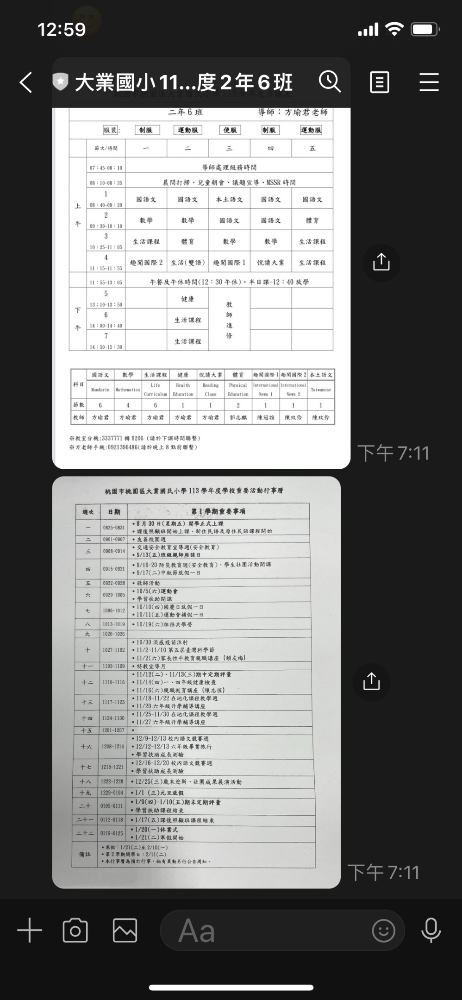 12:59
大業國小11...度2年6班
桃園市桃園區大業國民小學 113 學年度日課表
二年6班 導師：方瑜君老師
服裝: 制服 運動服 便服 制服 運動服
節次/時間 一 二 三 四 五
上午
07：45-08：10 導師處理級務時間
08：10-08：35 晨間打掃、兒童朝會、議題宣導、MSSR 時間
1
08：40-09：20 國語文 國語文 本土語文 國語文 國語文
2
09：30-10：10 數學 數學 國語文 國語文 體育
3
10：25-11：05 生活課程 體育 數學 數學 生活課程
4
11：15-11：55 趣聞國際2 生活(雙語) 趣聞國際1 悅讀大業 生活課程
11：55-13：05 午餐及午休時間(12：30 午休)。半日課-12：40 放學
下午
5
13：10-13：50 健康 教師進修
6
14：00-14：40 生活課程
7
14：50-15：30 生活課程
科目 國語文 數學 生活課程 健康 悅讀大業 體育 趣聞國際1 趣聞國際2 本土語文
Mandarin Mathematics Life Curriculum Health Education Reading Class Physical Education International News 1 International News 2 Taiwanese
節數 6 4 6 1 1 2 1 1 1
教師 方瑜君 方瑜君 方瑜君 方瑜君 方瑜君 郭志麒 陳冠諠 陳玟伶 陳玟伶
※教室分機:3337771 轉 9206 (請於下課時間聯繫)
※方老師手機:0921396486(請於晚上 8 點前聯繫)
下午 7:11
桃園市桃園區大業國民小學 113 學年度學校重要活動行事曆
週次 日期 第1學期重要事項
一 0825-0831 •8月30日(星期五) 開學正式上課
•課後照顧班開始上課、新住民語及原住民語課程開始
二 0901-0907 •友善校園週
三 0908-0914 •交通安全教育宣導週(安全教育)
•9/13(五)班級親師座談日
四 0915-0921 •9/16-20 防災教育週(安全教育)、學生社團活動開課
•9/17(二)中秋節放假一日
五 0922-0928 •敬師活動
六 0929-1005 •10/5(六)運動會
•學習扶助開課
七 1006-1012 •10/10(四)國慶日放假一日
•10/11(五)運動會補假一日
八 1013-1019 •10/19(六)祖孫共學營
九 1020-1026
十 1027-1102 •10/30 流感疫苗注射
•11/2-11/10 第五屆臺灣科學節
•11/2(六)家長性平教育親職講座 (賴友梅)
十一 1103-1109 •特教宣導月
十二 1110-1116 •11/12(二)、11/13(三)期中定期評量
•11/14(四)一、四年級健康檢查
•11/16(六)親職教育講座 (陳志恆)
十三 1117-1123 •11/18-11/22 在地化課程教學週
•11/20 六年級升學輔導講座
十四 1124-1130 •11/25-11/30 在地化課程教學週
•11/27 六年級升學輔導講座
十五 1201-1207 •
十六 1208-1214 •12/9-12/13 校內語文競賽週
•12/12-12/13 六年級畢業旅行
•學習扶助成長測驗
十七 1215-1221 •12/16-12/20 校內語文競賽週
•學習扶助成長測驗
十八 1222-1228 •12/25(三)歲末迎新、社團成果展演活動
十九 1229-0104 •1/1 (三)元旦放假
二十 0105-0111 •1/9(四)-1/10(五)期末定期評量
•學習扶助課程結束
二十一 0112-0118 •1/17(五)課後照顧班課程結束
二十二 0119-0125 •1/20(一)休業式
•1/21(二)寒假開始
備註 •寒假：1/21(二)至 2/10(一)
•第2學期開學日：2/11(二)
•本行事曆為預訂行事，倘有異動另行公告周知。
下午 7:11
Aa